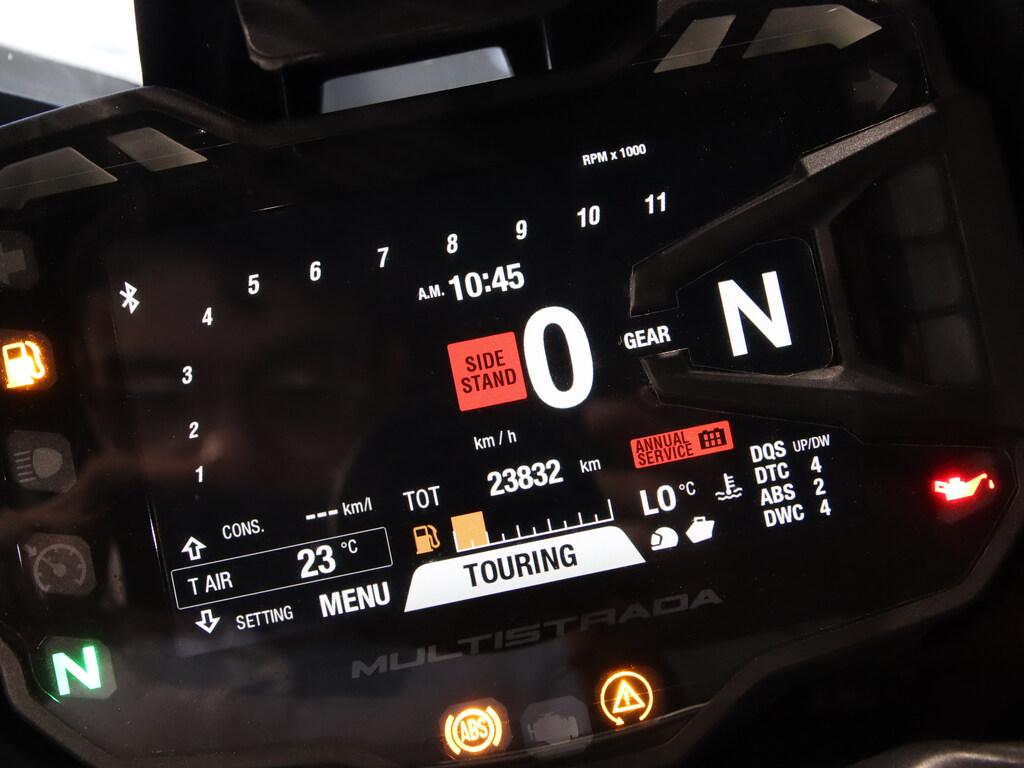 RPM x 1000
1 2 3 4 5 6 7 8 9 10 11
A.M. 10:45
SIDE
STAND
0
km / h
GEAR
N
TOT 23832 km
ANNUAL
SERVICE
DQS UP/DW
DTC 4
ABS 2
DWC 4
LO °C
CONS. --- km/l
T AIR 23 °C
SETTING MENU
TOURING
MULTISTRADA
N
ABS